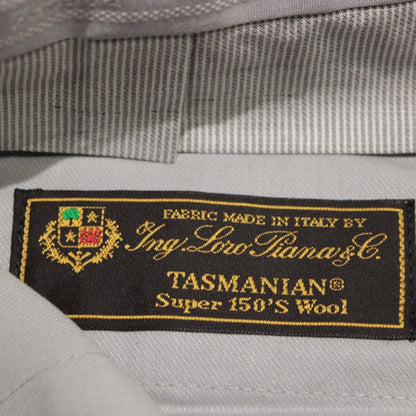 FABRIC MADE IN ITALY BY
Ing. Loro Piana & C.
TASMANIAN®
Super 150'S Wool